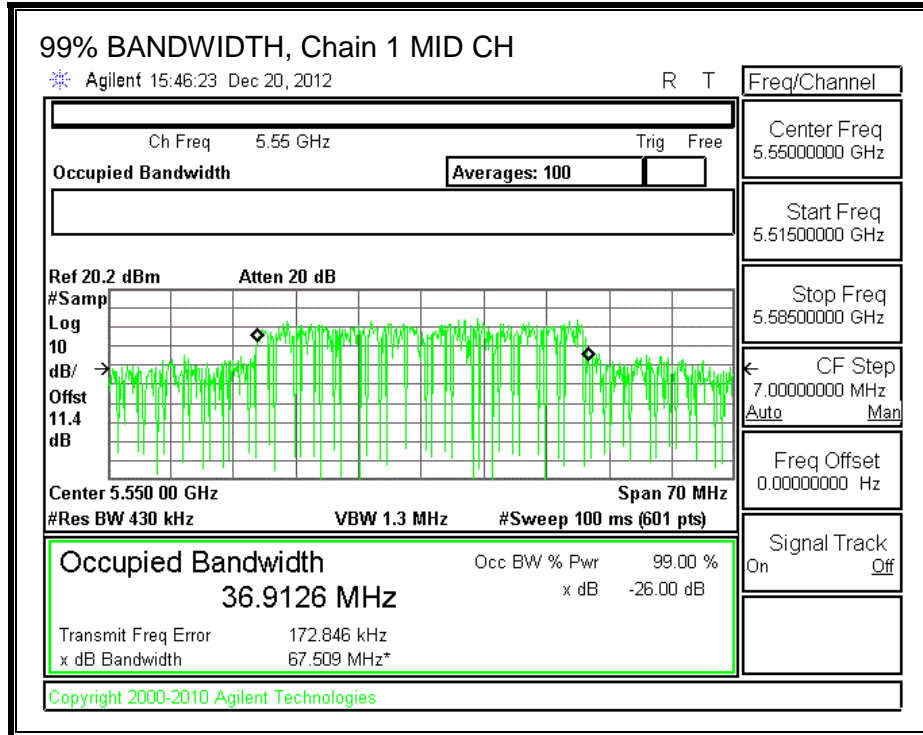 99% BANDWIDTH, Chain 1 MID CH
Agilent 15:46:23 Dec 20, 2012 R T
Freq/Channel
Ch Freq 5.55 GHz Trig Free
Occupied Bandwidth Averages: 100
Center Freq
5.55000000 GHz
Start Freq
5.51500000 GHz
Stop Freq
5.58500000 GHz
CF Step
7.00000000 MHz
Auto Man
Freq Offset
0.00000000 Hz
Signal Track
On Off
Ref 20.2 dBm Atten 20 dB
#Samp
Log
10
dB/
Offst
11.4
dB
Center 5.550 00 GHz Span 70 MHz
#Res BW 430 kHz VBW 1.3 MHz #Sweep 100 ms (601 pts)
Occupied Bandwidth Occ BW % Pwr 99.00 %
36.9126 MHz x dB -26.00 dB
Transmit Freq Error 172.846 kHz
x dB Bandwidth 67.509 MHz*
Copyright 2000-2010 Agilent Technologies